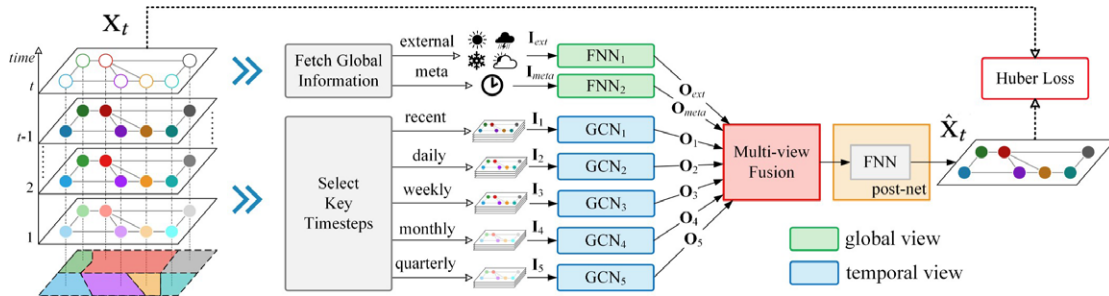 X_t
time
t
t-1
2
1
Fetch Global
Information
external
meta
I_ext
I_meta
FNN_1
FNN_2
O_ext
O_meta
Select
Key
Timesteps
recent
daily
weekly
monthly
quarterly
I_1
I_2
I_3
I_4
I_5
GCN_1
GCN_2
GCN_3
GCN_4
GCN_5
O_1
O_2
O_3
O_4
O_5
Multi-view
Fusion
FNN
post-net
X̂_t
Huber Loss
global view
temporal view